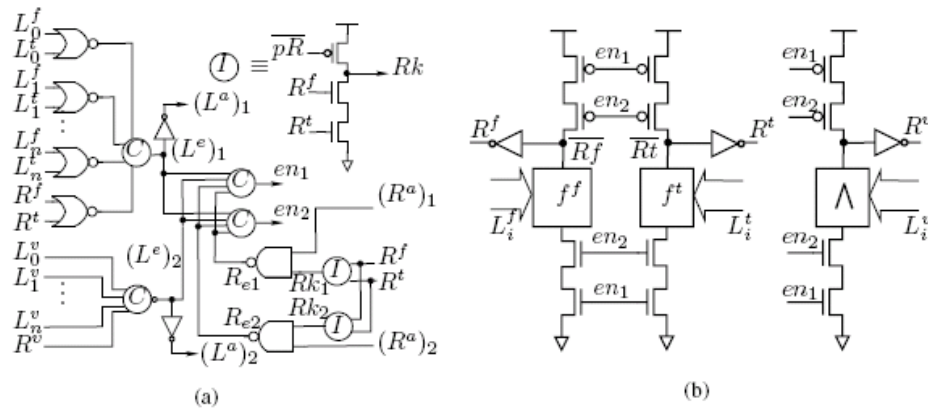 L_0^f
L_0^t
L_1^f
L_1^t
⋮
L_n^f
L_n^t
R^f
R^t
C
(L^a)_1
(L^e)_1
I ≡
\overline{pR}
R^f
R^t
Rk
C
en_1
C
en_2
(R^a)_1
L_0^v
L_1^v
⋮
L_n^v
R^v
C
(L^e)_2
(L^a)_2
R_{e1}
Rk_1
I
R^f
R^t
Rk_2
R_{e2}
I
(R^a)_2
(a)
en_1
en_2
R^f
\overline{Rf}
\overline{Rt}
R^t
f^f
f^t
L_i^f
L_i^t
en_2
en_1
en_1
en_2
R^v
∧
L_i^v
en_2
en_1
(b)